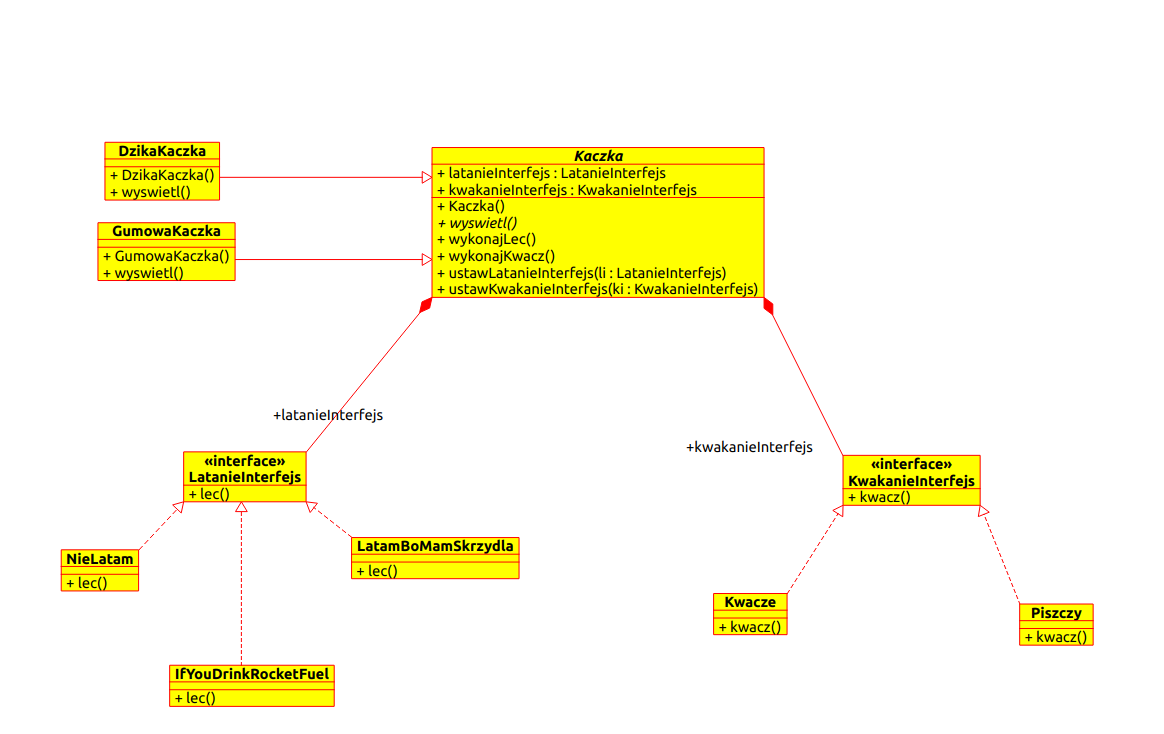 DzikaKaczka
+ DzikaKaczka()
+ wyswietl()
GumowaKaczka
+ GumowaKaczka()
+ wyswietl()
Kaczka
+ latanieInterfejs : LatanieInterfejs
+ kwakanieInterfejs : KwakanieInterfejs
+ Kaczka()
+ wyswietl()
+ wykonajLec()
+ wykonajKwacz()
+ ustawLatanieInterfejs(li : LatanieInterfejs)
+ ustawKwakanieInterfejs(ki : KwakanieInterfejs)
+latanieInterfejs
+kwakanieInterfejs
«interface»
LatanieInterfejs
+ lec()
«interface»
KwakanieInterfejs
+ kwacz()
NieLatam
+ lec()
LatamBoMamSkrzydla
+ lec()
IfYouDrinkRocketFuel
+ lec()
Kwacze
+ kwacz()
Piszczy
+ kwacz()